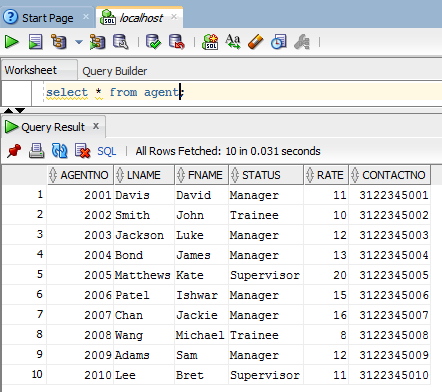 Start Page localhost
Worksheet Query Builder
select * from agent;
Query Result
SQL | All Rows Fetched: 10 in 0.031 seconds
AGENTNO LNAME FNAME STATUS RATE CONTACTNO
1 2001 Davis David Manager 11 3122345001
2 2002 Smith John Trainee 10 3122345002
3 2003 Jackson Luke Manager 12 3122345003
4 2004 Bond James Manager 13 3122345004
5 2005 Matthews Kate Supervisor 20 3122345005
6 2006 Patel Ishwar Manager 15 3122345006
7 2007 Chan Jackie Manager 16 3122345007
8 2008 Wang Michael Trainee 8 3122345008
9 2009 Adams Sam Manager 12 3122345009
10 2010 Lee Bret Supervisor 11 3122345010